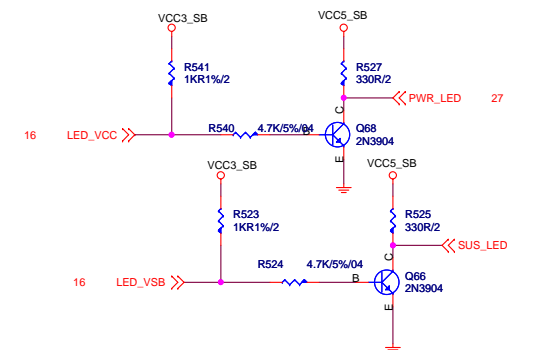 VCC3_SB
VCC5_SB
R541
1KR1%/2
R527
330R/2
C
PWR_LED
27
16
LED_VCC
R540
4.7K/5%/04
B
Q68
2N3904
E
VCC3_SB
VCC5_SB
R523
1KR1%/2
R525
330R/2
C
SUS_LED
16
LED_VSB
R524
4.7K/5%/04
B
Q66
2N3904
E